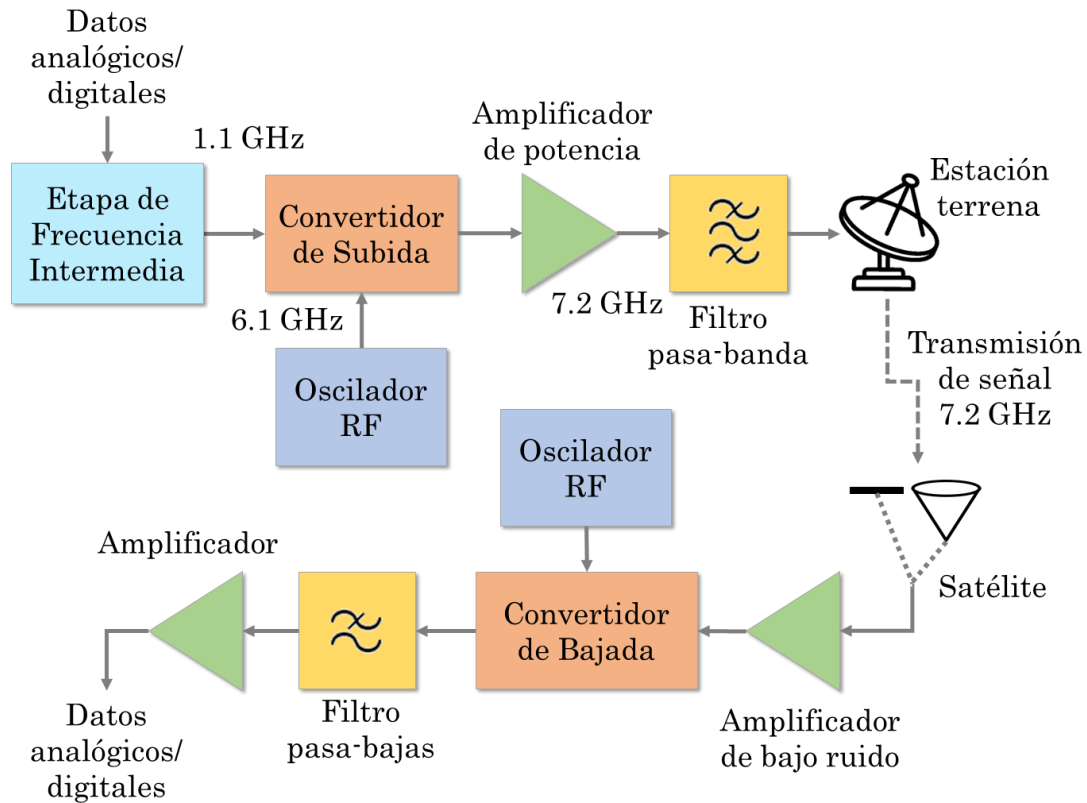 Datos
analógicos/
digitales
1.1 GHz
Etapa de
Frecuencia
Intermedia
Convertidor
de Subida
6.1 GHz
Oscilador
RF
Amplificador
de potencia
7.2 GHz
Filtro
pasa-banda
Estación
terrena
Transmisión
de señal
7.2 GHz
Satélite
Amplificador
de bajo ruido
Oscilador
RF
Convertidor
de Bajada
Filtro
pasa-bajas
Amplificador
Datos
analógicos/
digitales